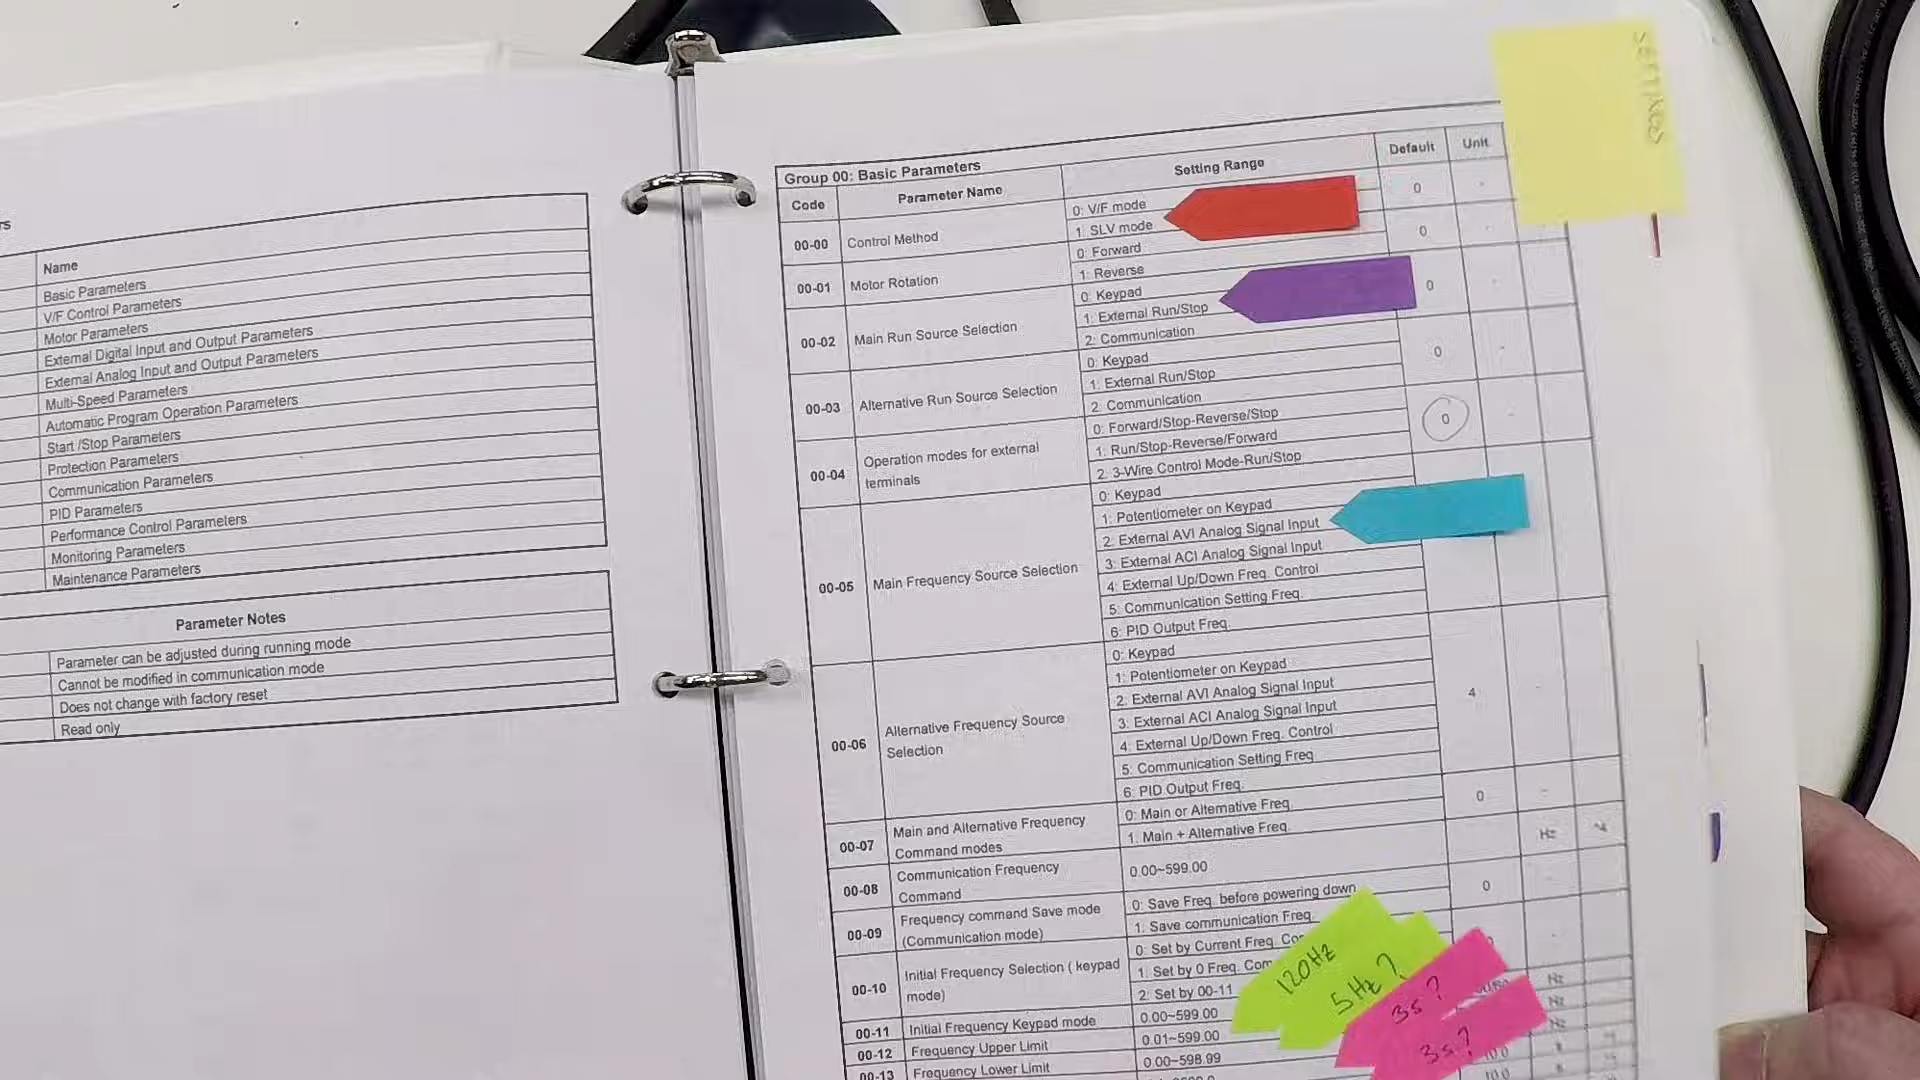 rs
Name
Basic Parameters
V/F Control Parameters
Motor Parameters
External Digital Input and Output Parameters
External Analog Input and Output Parameters
Multi-Speed Parameters
Automatic Program Operation Parameters
Start /Stop Parameters
Protection Parameters
Communication Parameters
PID Parameters
Performance Control Parameters
Monitoring Parameters
Maintenance Parameters
Parameter Notes
Parameter can be adjusted during running mode
Cannot be modified in communication mode
Does not change with factory reset
Read only
Group 00: Basic Parameters
Code Parameter Name Setting Range Default Unit
00-00 Control Method 0: V/F mode 0 -
1: SLV mode
00-01 Motor Rotation 0: Forward 0 -
1: Reverse
00-02 Main Run Source Selection 0: Keypad 0 -
1: External Run/Stop
2: Communication
00-03 Alternative Run Source Selection 0: Keypad 0 -
1: External Run/Stop
2: Communication
00-04 Operation modes for external terminals 0: Forward/Stop-Reverse/Stop 0 -
1: Run/Stop-Reverse/Forward
2: 3-Wire Control Mode-Run/Stop
00-05 Main Frequency Source Selection 0: Keypad
1: Potentiometer on Keypad
2: External AVI Analog Signal Input
3: External ACI Analog Signal Input
4: External Up/Down Freq. Control
5: Communication Setting Freq.
6: PID Output Freq.
00-06 Alternative Frequency Source Selection 0: Keypad 4 -
1: Potentiometer on Keypad
2: External AVI Analog Signal Input
3: External ACI Analog Signal Input
4: External Up/Down Freq. Control
5: Communication Setting Freq
6: PID Output Freq.
00-07 Main and Alternative Frequency Command modes 0: Main or Alternative Freq. 0 -
1: Main + Alternative Freq.
00-08 Communication Frequency Command 0.00~599.00 Hz *4
00-09 Frequency command Save mode (Communication mode) 0: Save Freq. before powering down 0 -
1: Save communication Freq.
00-10 Initial Frequency Selection ( keypad mode) 0: Set by Current Freq.
1: Set by 0 Freq.
2: Set by 00-11
00-11 Initial Frequency Keypad mode 0.00~599.00 Hz
00-12 Frequency Upper Limit 0.01~599.00 Hz
00-13 Frequency Lower Limit 0.00~598.99 Hz
120Hz
5Hz?
3s?
3s?
10.0
10.0